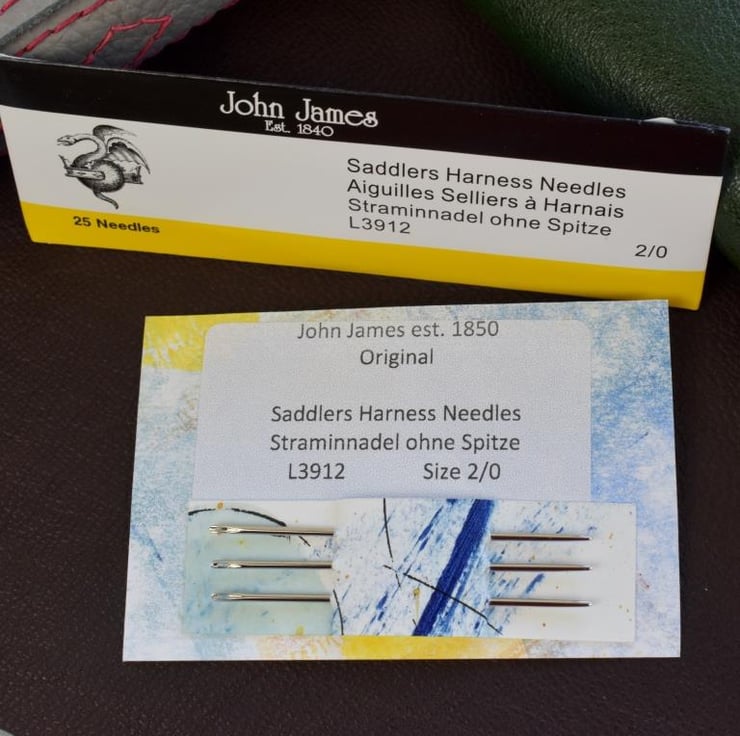 John James
Est. 1840
Saddlers Harness Needles
Aiguilles Selliers à Harnais
Straminnadel ohne Spitze
L3912
2/0
25 Needles
John James est. 1850
Original
Saddlers Harness Needles
Straminnadel ohne Spitze
L3912 Size 2/0